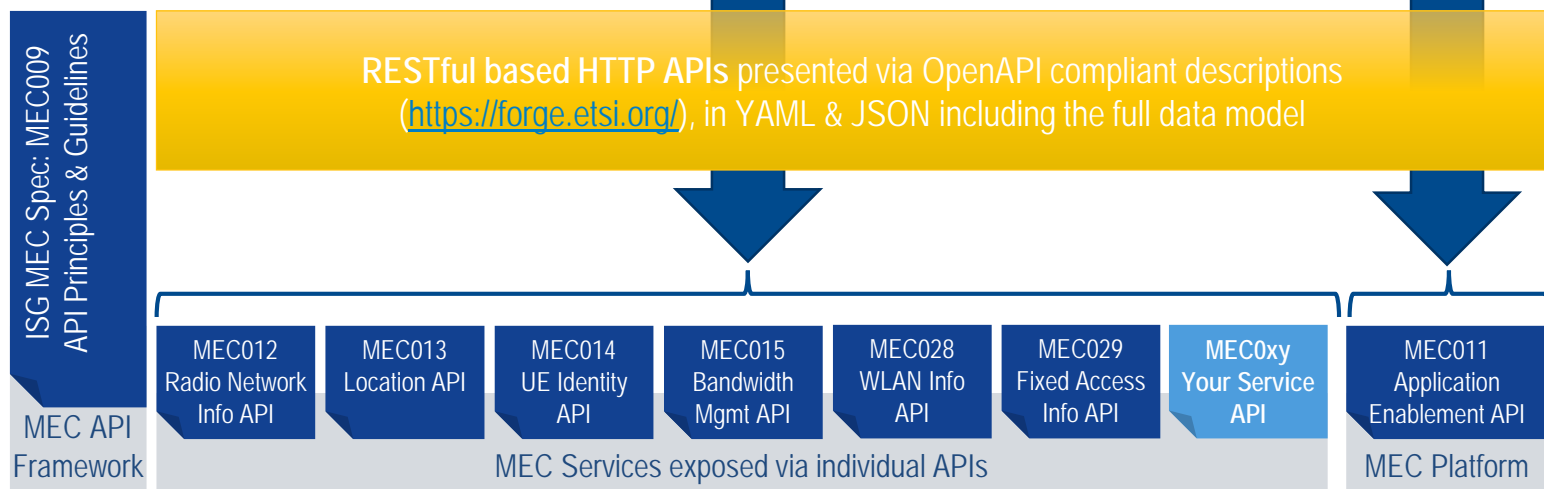 ISG MEC Spec: MEC009
API Principles & Guidelines
MEC API
Framework
RESTful based HTTP APIs presented via OpenAPI compliant descriptions
(https://forge.etsi.org/), in YAML & JSON including the full data model
MEC012
Radio Network
Info API
MEC013
Location API
MEC014
UE Identity
API
MEC015
Bandwidth
Mgmt API
MEC028
WLAN Info
API
MEC029
Fixed Access
Info API
MEC0xy
Your Service
API
MEC Services exposed via individual APIs
MEC011
Application
Enablement API
MEC Platform